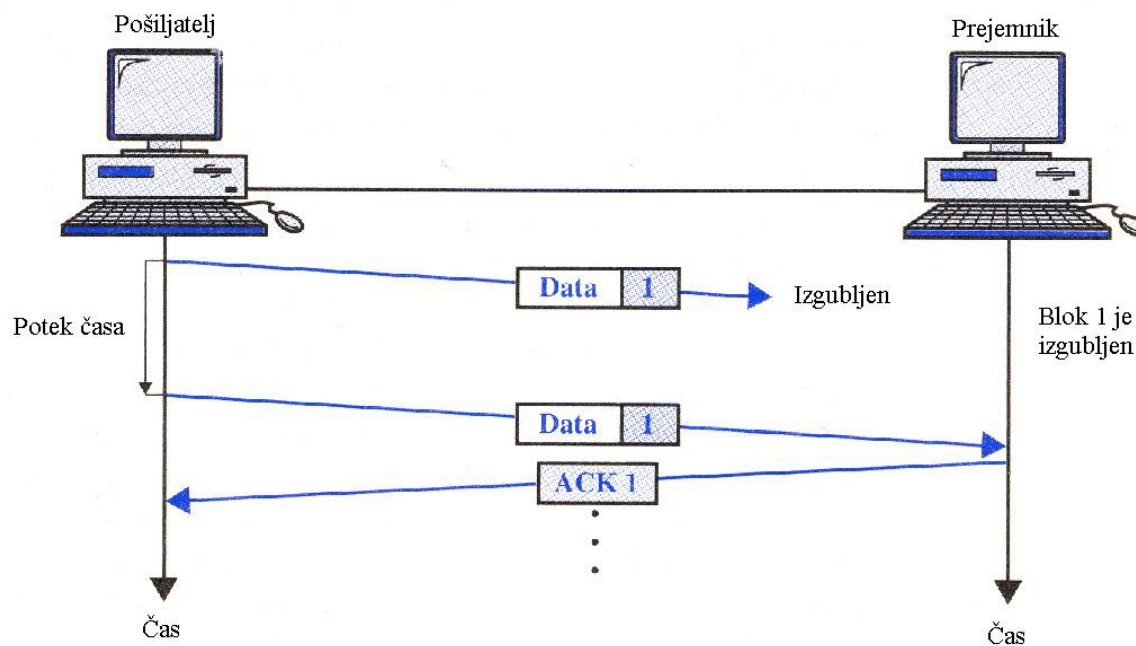 Pošiljatelj
Prejemnik
Data 1
Izgubljen
Potek časa
Blok 1 je
izgubljen
Data 1
ACK 1
Čas
Čas